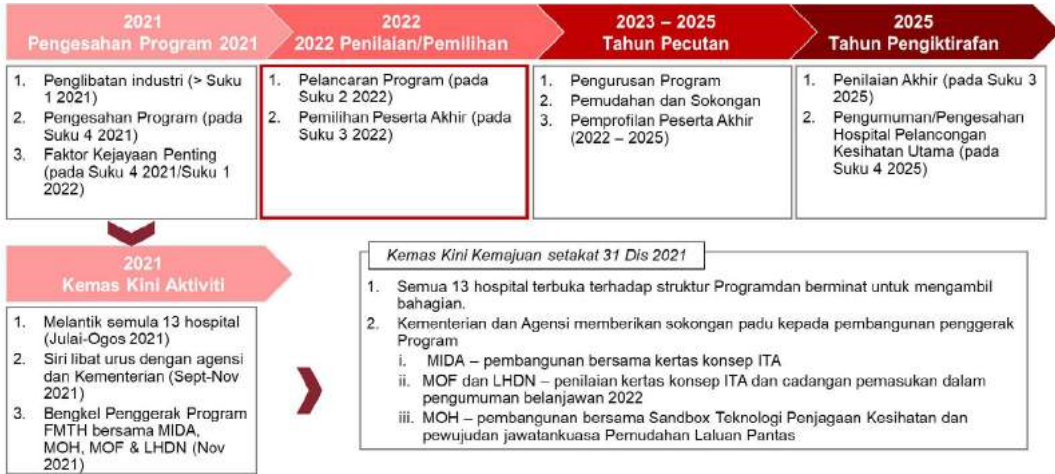 2021
Pengesahan Program 2021
2022
2022 Penilaian/Pemilihan
2023 – 2025
Tahun Pecutan
2025
Tahun Pengiktirafan
1. Penglibatan industri (> Suku
1 2021)
2. Pengesahan Program (pada
Suku 4 2021)
3. Faktor Kejayaan Penting
(pada Suku 4 2021/Suku 1
2022)
1. Pelancaran Program (pada
Suku 2 2022)
2. Pemilihan Peserta Akhir (pada
Suku 3 2022)
1. Pengurusan Program
2. Pemudahan dan Sokongan
3. Pemprofilan Peserta Akhir
(2022 – 2025)
1. Penilaian Akhir (pada Suku 3
2025)
2. Pengumuman/Pengesahan
Hospital Pelancongan
Kesihatan Utama (pada
Suku 4 2025)
2021
Kemas Kini Aktiviti
1. Melantik semula 13 hospital
(Julai-Ogos 2021)
2. Siri libat urus dengan agensi
dan Kementerian (Sept-Nov
2021)
3. Bengkel Penggerak Program
FMTH bersama MIDA,
MOH, MOF & LHDN (Nov
2021)
Kemas Kini Kemajuan setakat 31 Dis 2021
1. Semua 13 hospital terbuka terhadap struktur Programdan berminat untuk mengambil
bahagian.
2. Kementerian dan Agensi memberikan sokongan padu kepada pembangunan penggerak
Program
i. MIDA – pembangunan bersama kertas konsep ITA
ii. MOF dan LHDN – penilaian kertas konsep ITA dan cadangan pemasukan dalam
pengumuman belanjawan 2022
iii. MOH – pembangunan bersama Sandbox Teknologi Penjagaan Kesihatan dan
pewujudan jawatankuasa Pemudahan Laluan Pantas